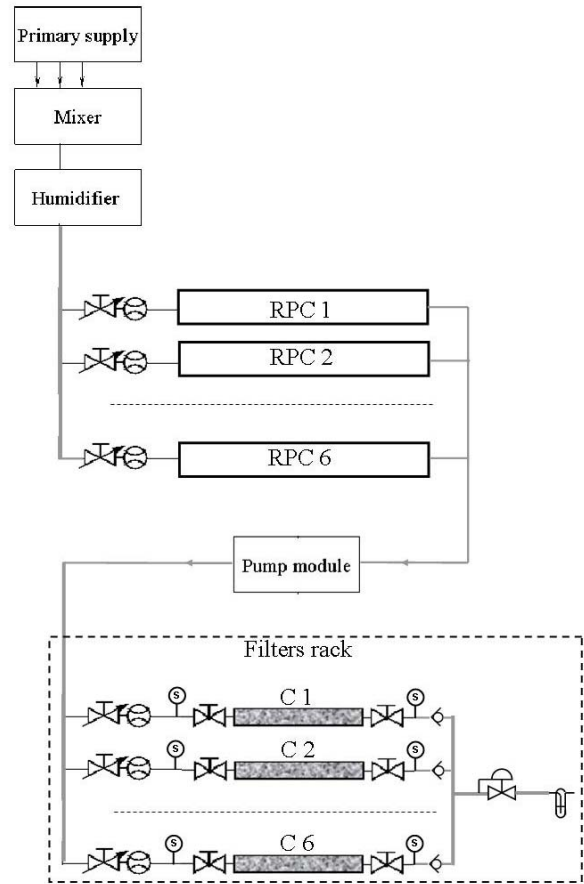 Primary supply
Mixer
Humidifier
RPC 1
RPC 2
RPC 6
Pump module
Filters rack
S
C 1
S
S
C 2
S
S
C 6
S